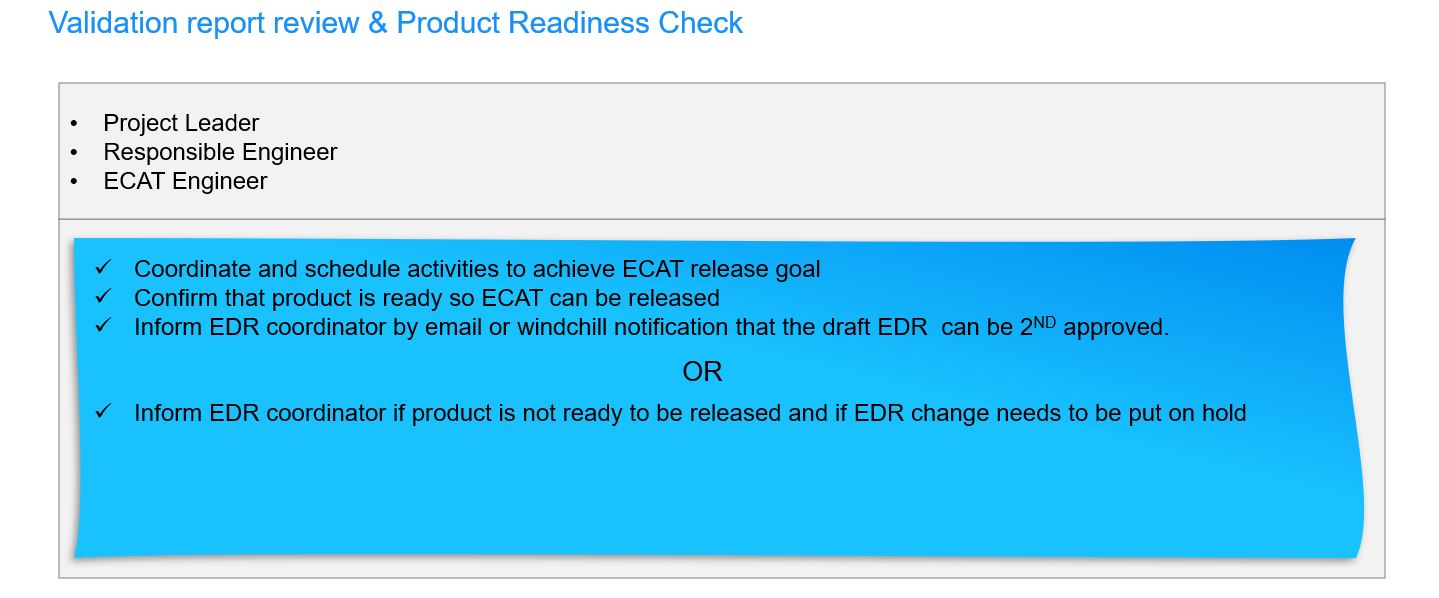 Validation report review & Product Readiness Check
• Project Leader
• Responsible Engineer
• ECAT Engineer
✓ Coordinate and schedule activities to achieve ECAT release goal
✓ Confirm that product is ready so ECAT can be released
✓ Inform EDR coordinator by email or windchill notification that the draft EDR  can be 2ND approved.
OR
✓ Inform EDR coordinator if product is not ready to be released and if EDR change needs to be put on hold